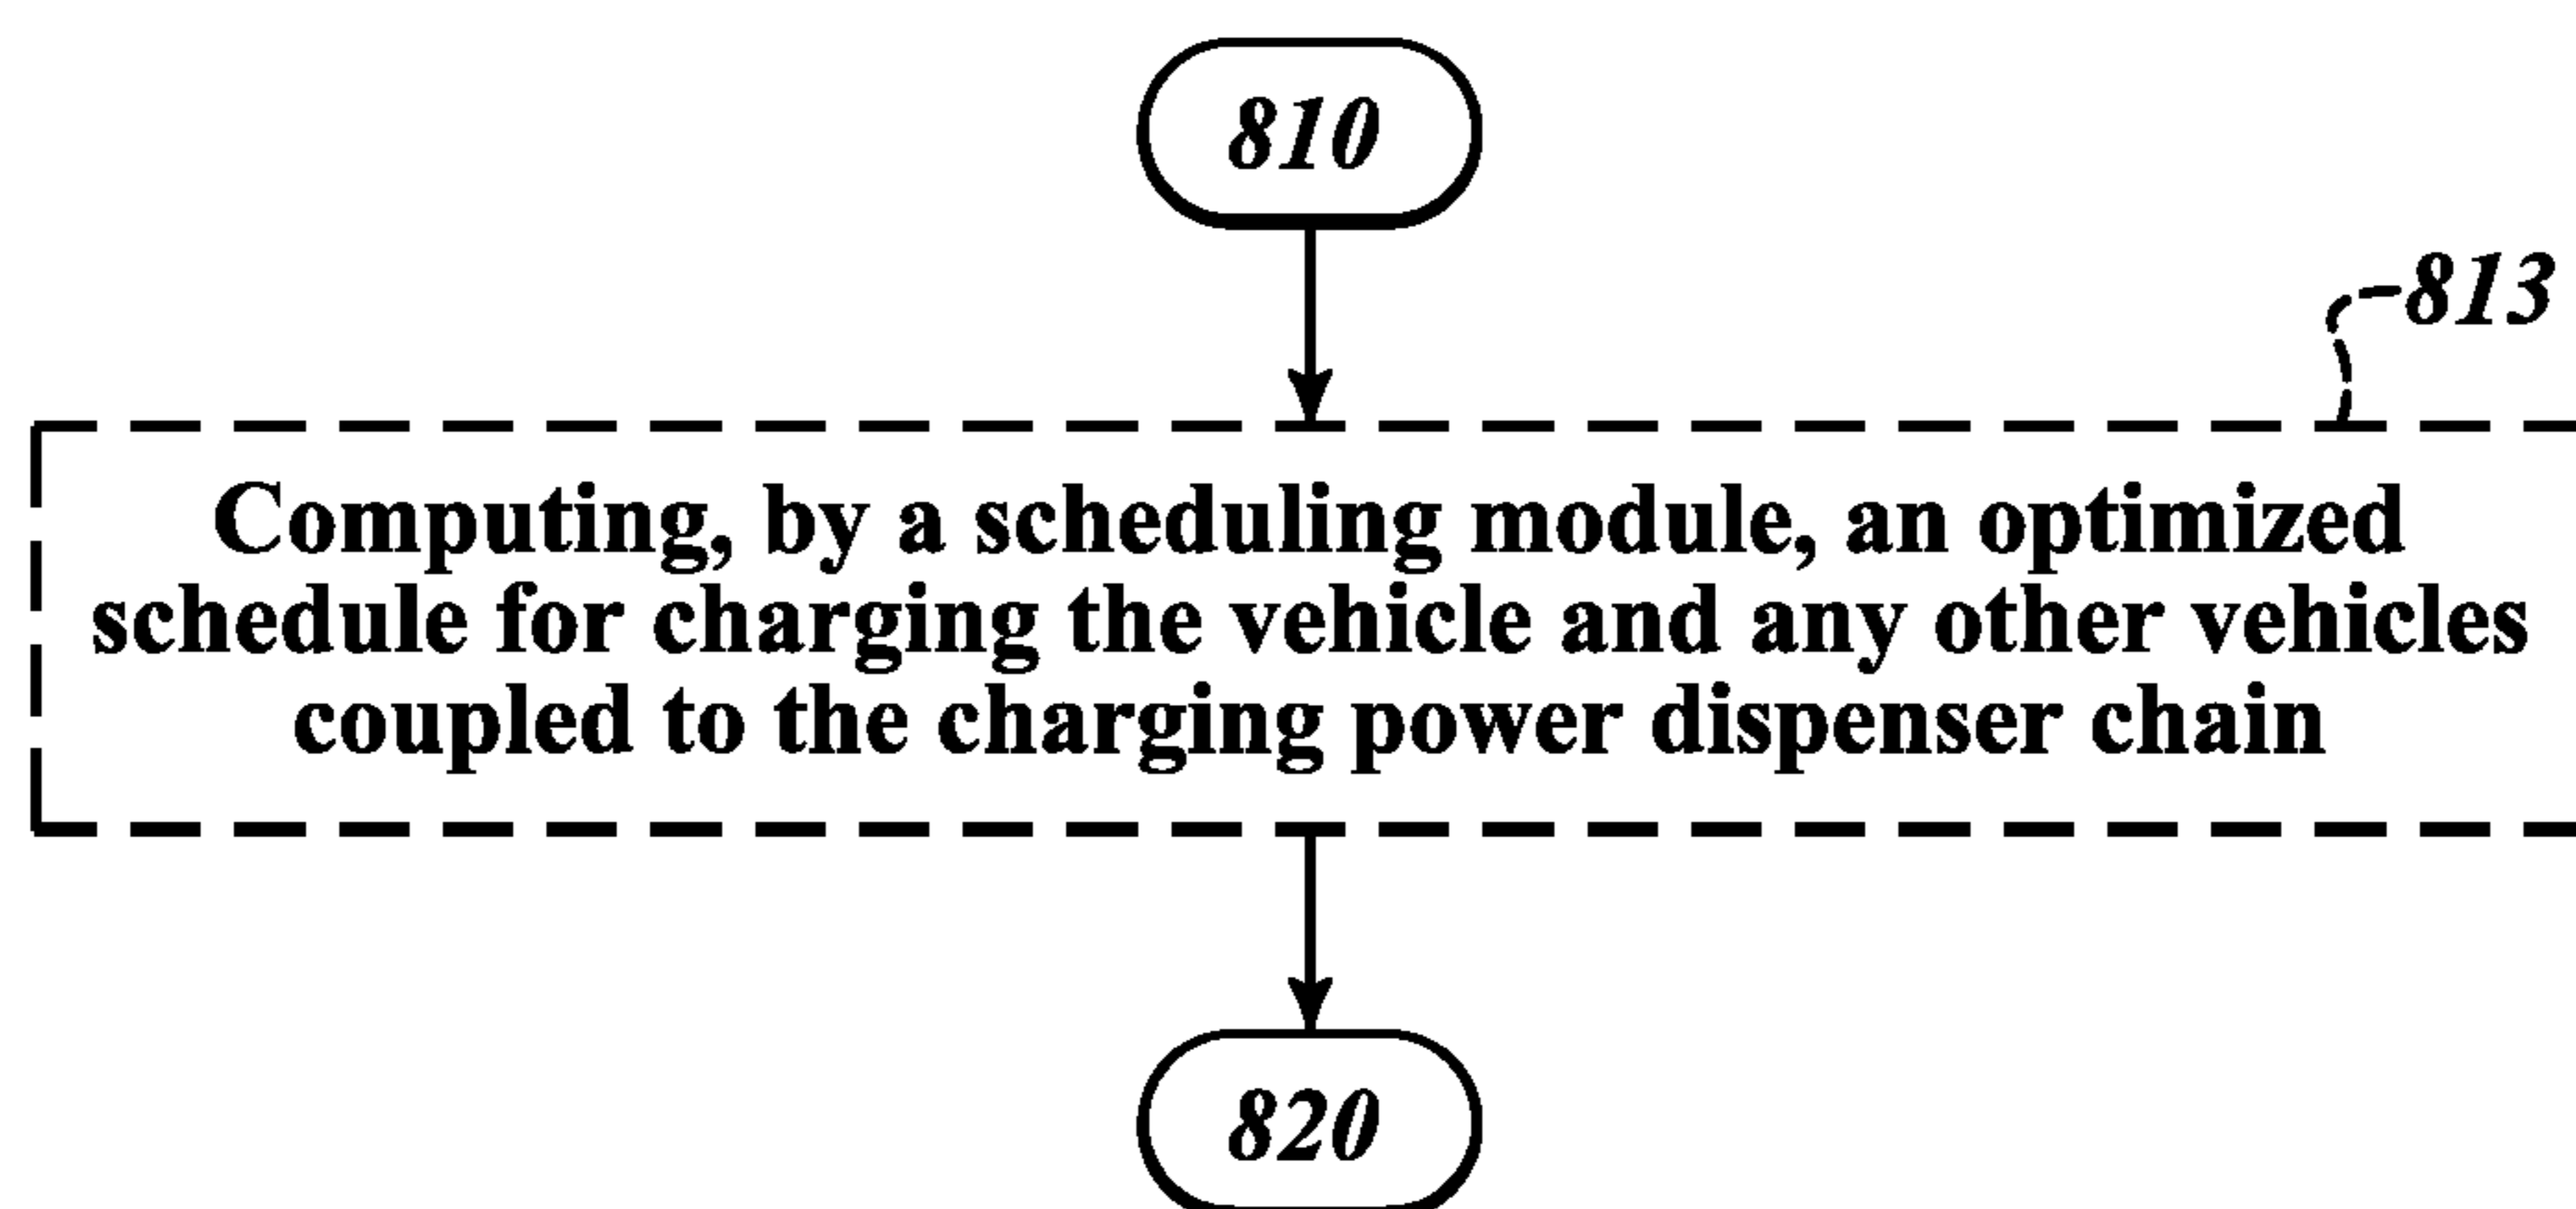 810
813
Computing, by a scheduling module, an optimized
schedule for charging the vehicle and any other vehicles
coupled to the charging power dispenser chain
820